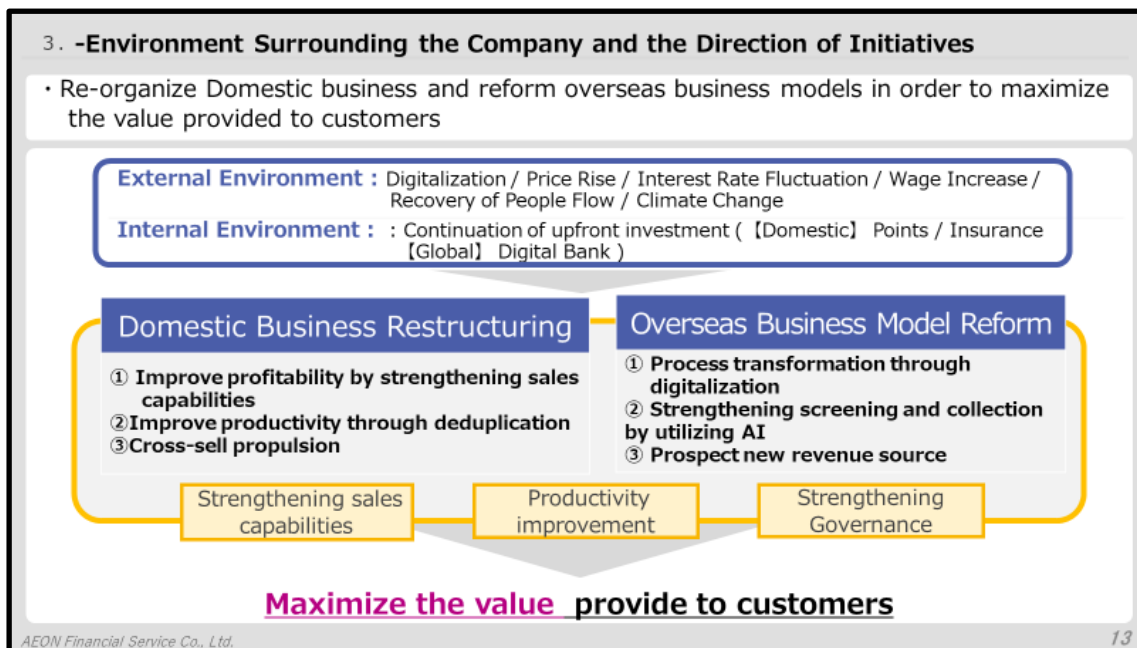 3. -Environment Surrounding the Company and the Direction of Initiatives
・Re-organize Domestic business and reform overseas business models in order to maximize
the value provided to customers
External Environment : Digitalization / Price Rise / Interest Rate Fluctuation / Wage Increase /
Recovery of People Flow / Climate Change
Internal Environment : : Continuation of upfront investment (【Domestic】 Points / Insurance
【Global】 Digital Bank )
Domestic Business Restructuring
① Improve profitability by strengthening sales
capabilities
②Improve productivity through deduplication
③Cross-sell propulsion
Overseas Business Model Reform
① Process transformation through
digitalization
② Strengthening screening and collection
by utilizing AI
③ Prospect new revenue source
Strengthening sales
capabilities
Productivity
improvement
Strengthening
Governance
Maximize the value provide to customers
AEON Financial Service Co., Ltd.
13